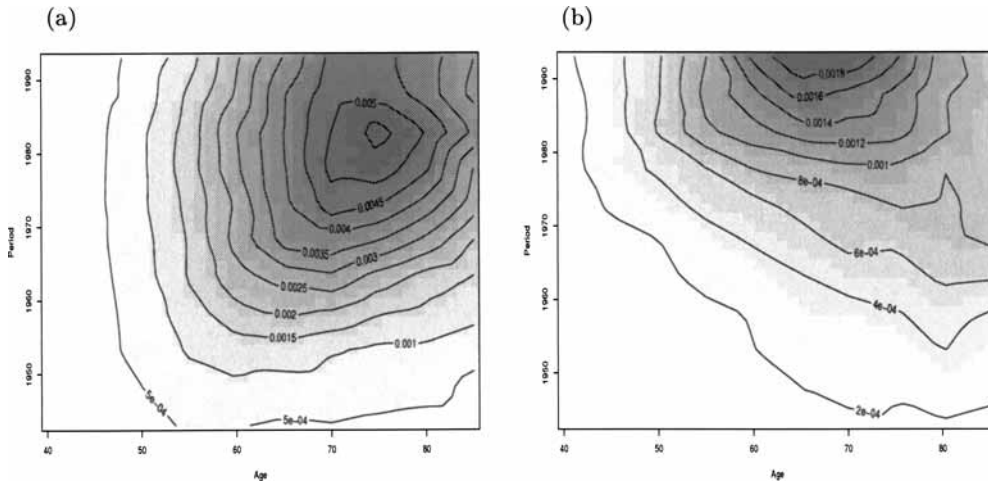 (a)
(b)
1990
1980
1970
1960
1950
Period
0.005
0.0045
0.004
0.0035
0.003
0.0025
0.002
0.0015
0.001
5e-04
5e-04
40
50
60
70
80
Age
1990
1980
1970
1960
1950
Period
0.0018
0.0016
0.0014
0.0012
0.001
8e-04
6e-04
4e-04
2e-04
40
50
60
70
80
Age